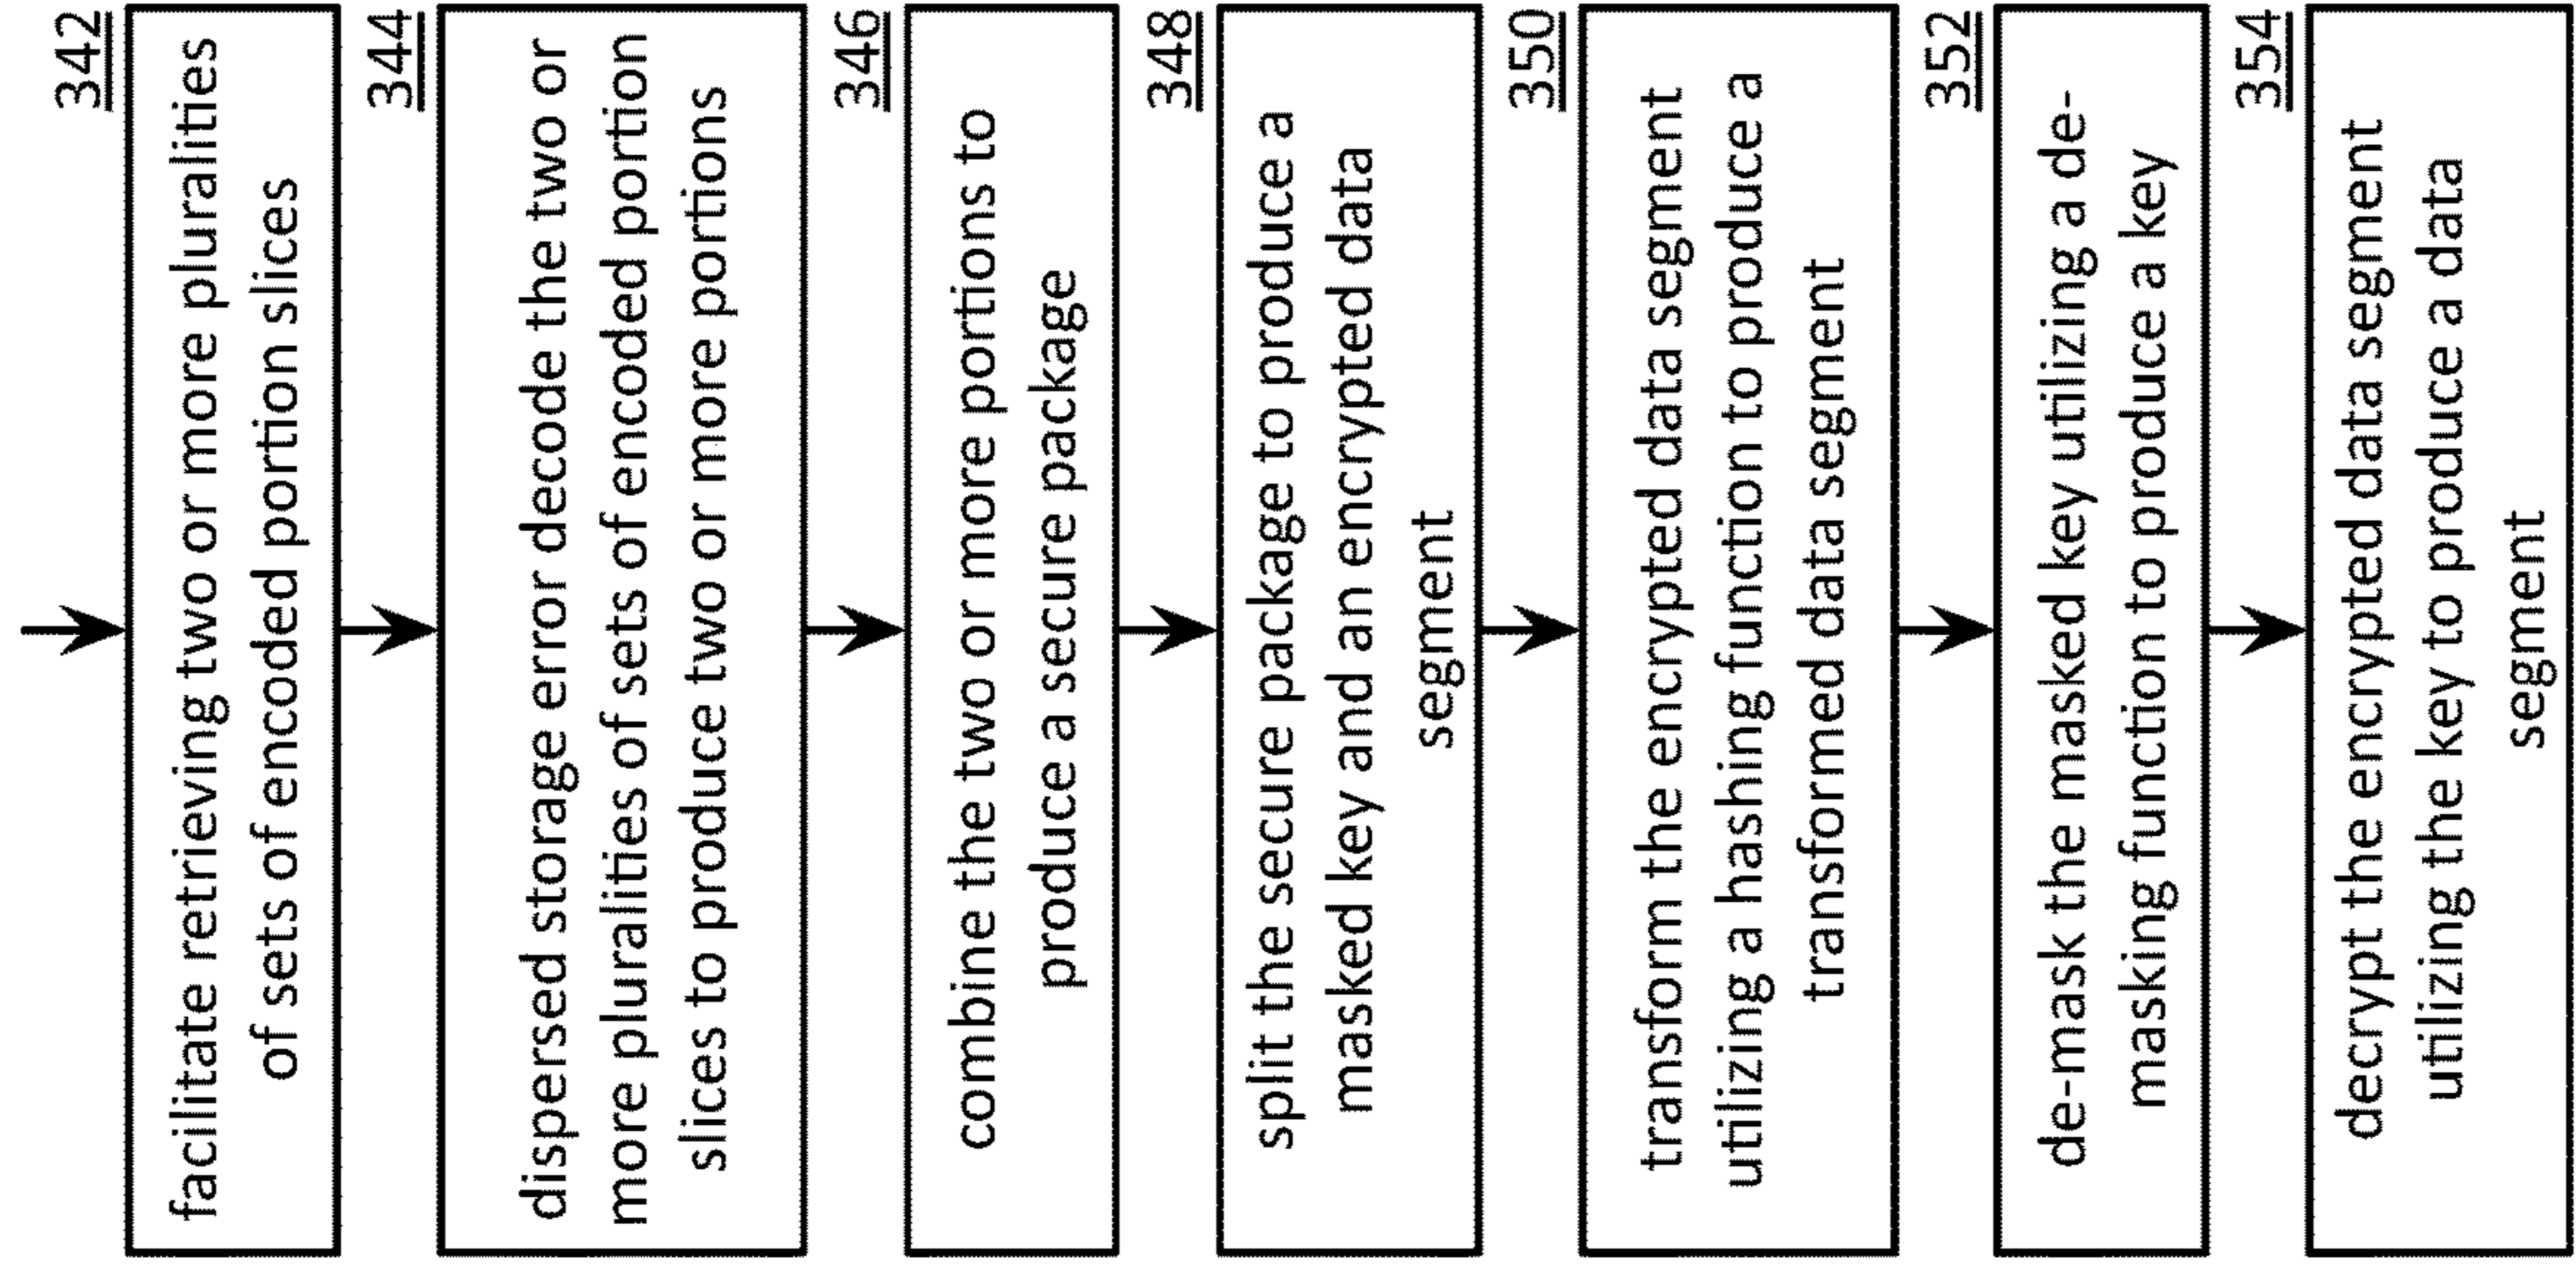 342
facilitate retrieving two or more pluralities
of sets of encoded portion slices
344
dispersed storage error decode the two or
more pluralities of sets of encoded portion
slices to produce two or more portions
346
combine the two or more portions to
produce a secure package
348
split the secure package to produce a
masked key and an encrypted data
segment
350
transform the encrypted data segment
utilizing a hashing function to produce a
transformed data segment
352
de-mask the masked key utilizing a de-
masking function to produce a key
354
decrypt the encrypted data segment
utilizing the key to produce a data
segment